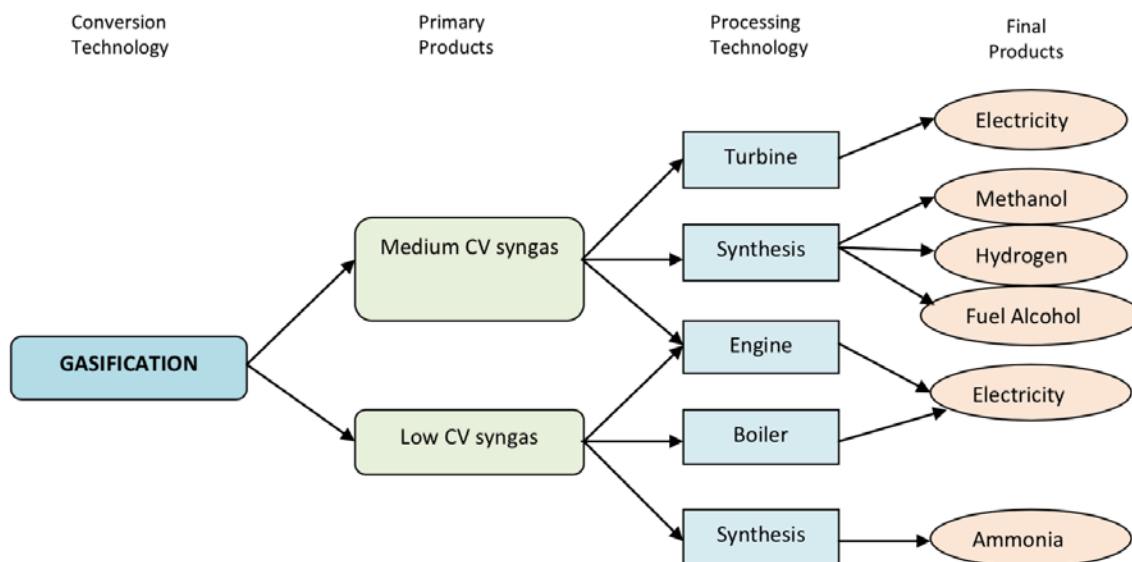 Conversion
Technology
Primary
Products
Processing
Technology
Final
Products
GASIFICATION
Medium CV syngas
Low CV syngas
Turbine
Synthesis
Engine
Boiler
Synthesis
Electricity
Methanol
Hydrogen
Fuel Alcohol
Electricity
Ammonia